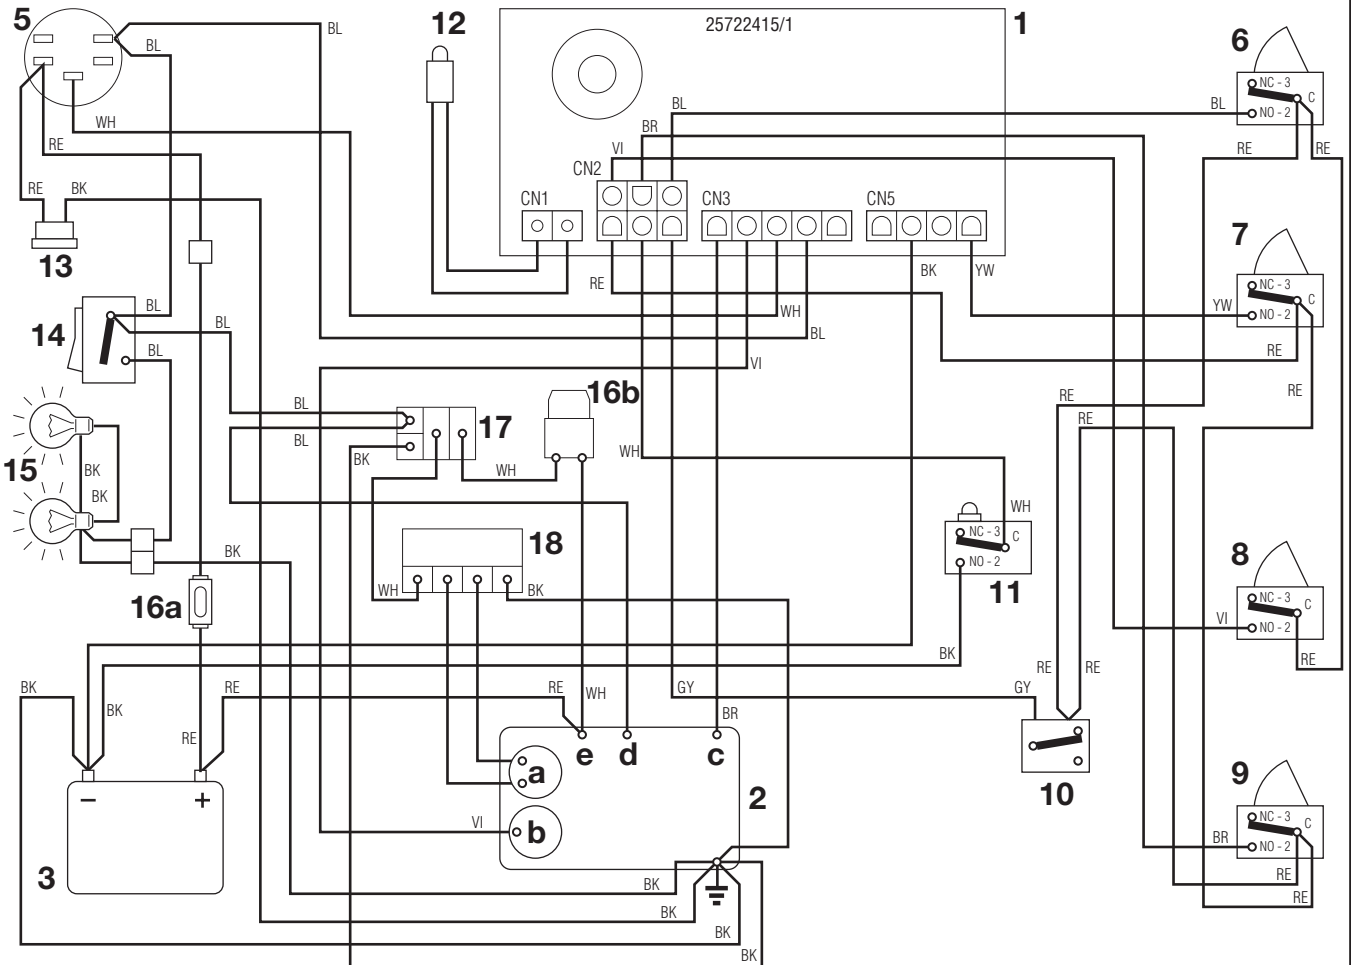 5
BL
BL
12
25722415/1
1
6
NC - 3
C
BL
NO - 2
BL
BR
WH
RE
VI
RE
RE
CN2
RE
BK
CN1
CN3
CN5
13
7
NC - 3
C
YW
NO - 2
RE
BK
YW
BL
WH
14
BL
BL
VI
RE
BL
16b
RE
RE
BL
RE
BL
17
15
BK
BK
WH
WH
BK
WH
NC - 3
C
NO - 2
11
18
BK
8
NC - 3
C
NO - 2
WH
BK
16a
VI
BK
RE
RE
RE
BK
RE
RE
WH
GY
GY
BK
BR
RE
e
d
c
a
b
2
10
9
NC - 3
C
BR
NO - 2
RE
RE
–
+
VI
3
BK
BK
BK
BK